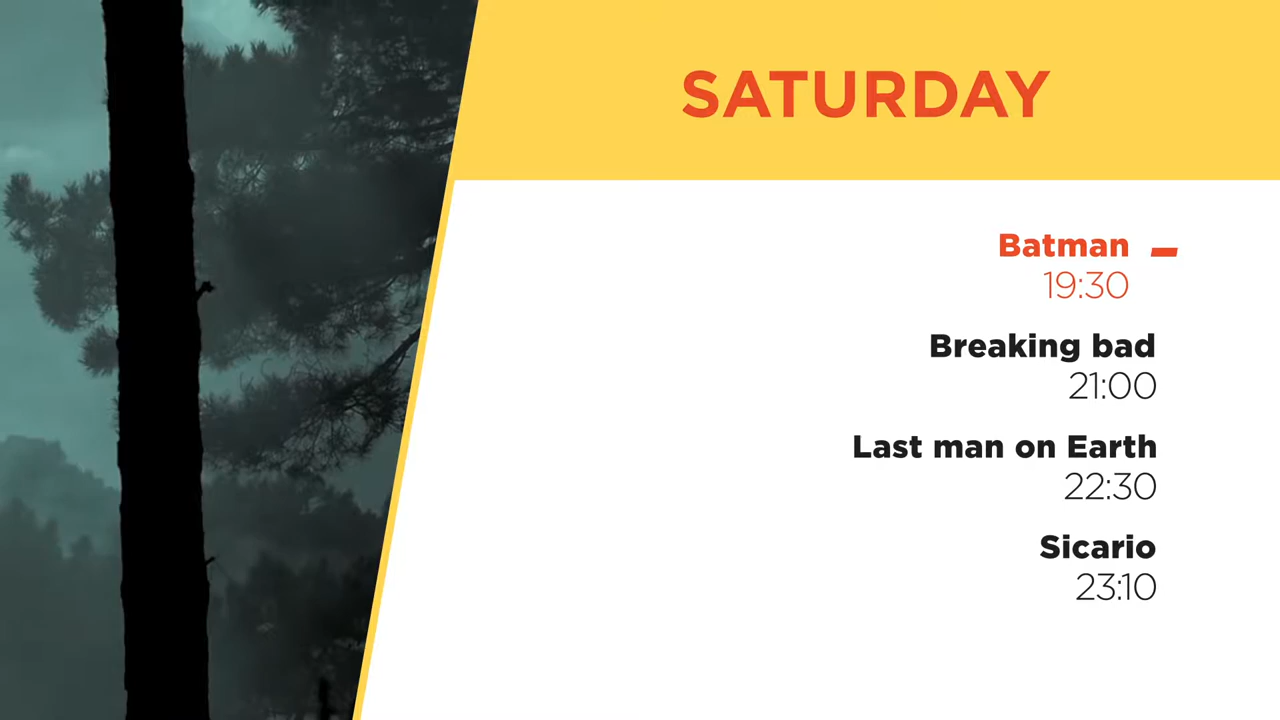 SATURDAY
Batman
19:30
Breaking bad
21:00
Last man on Earth
22:30
Sicario
23:10